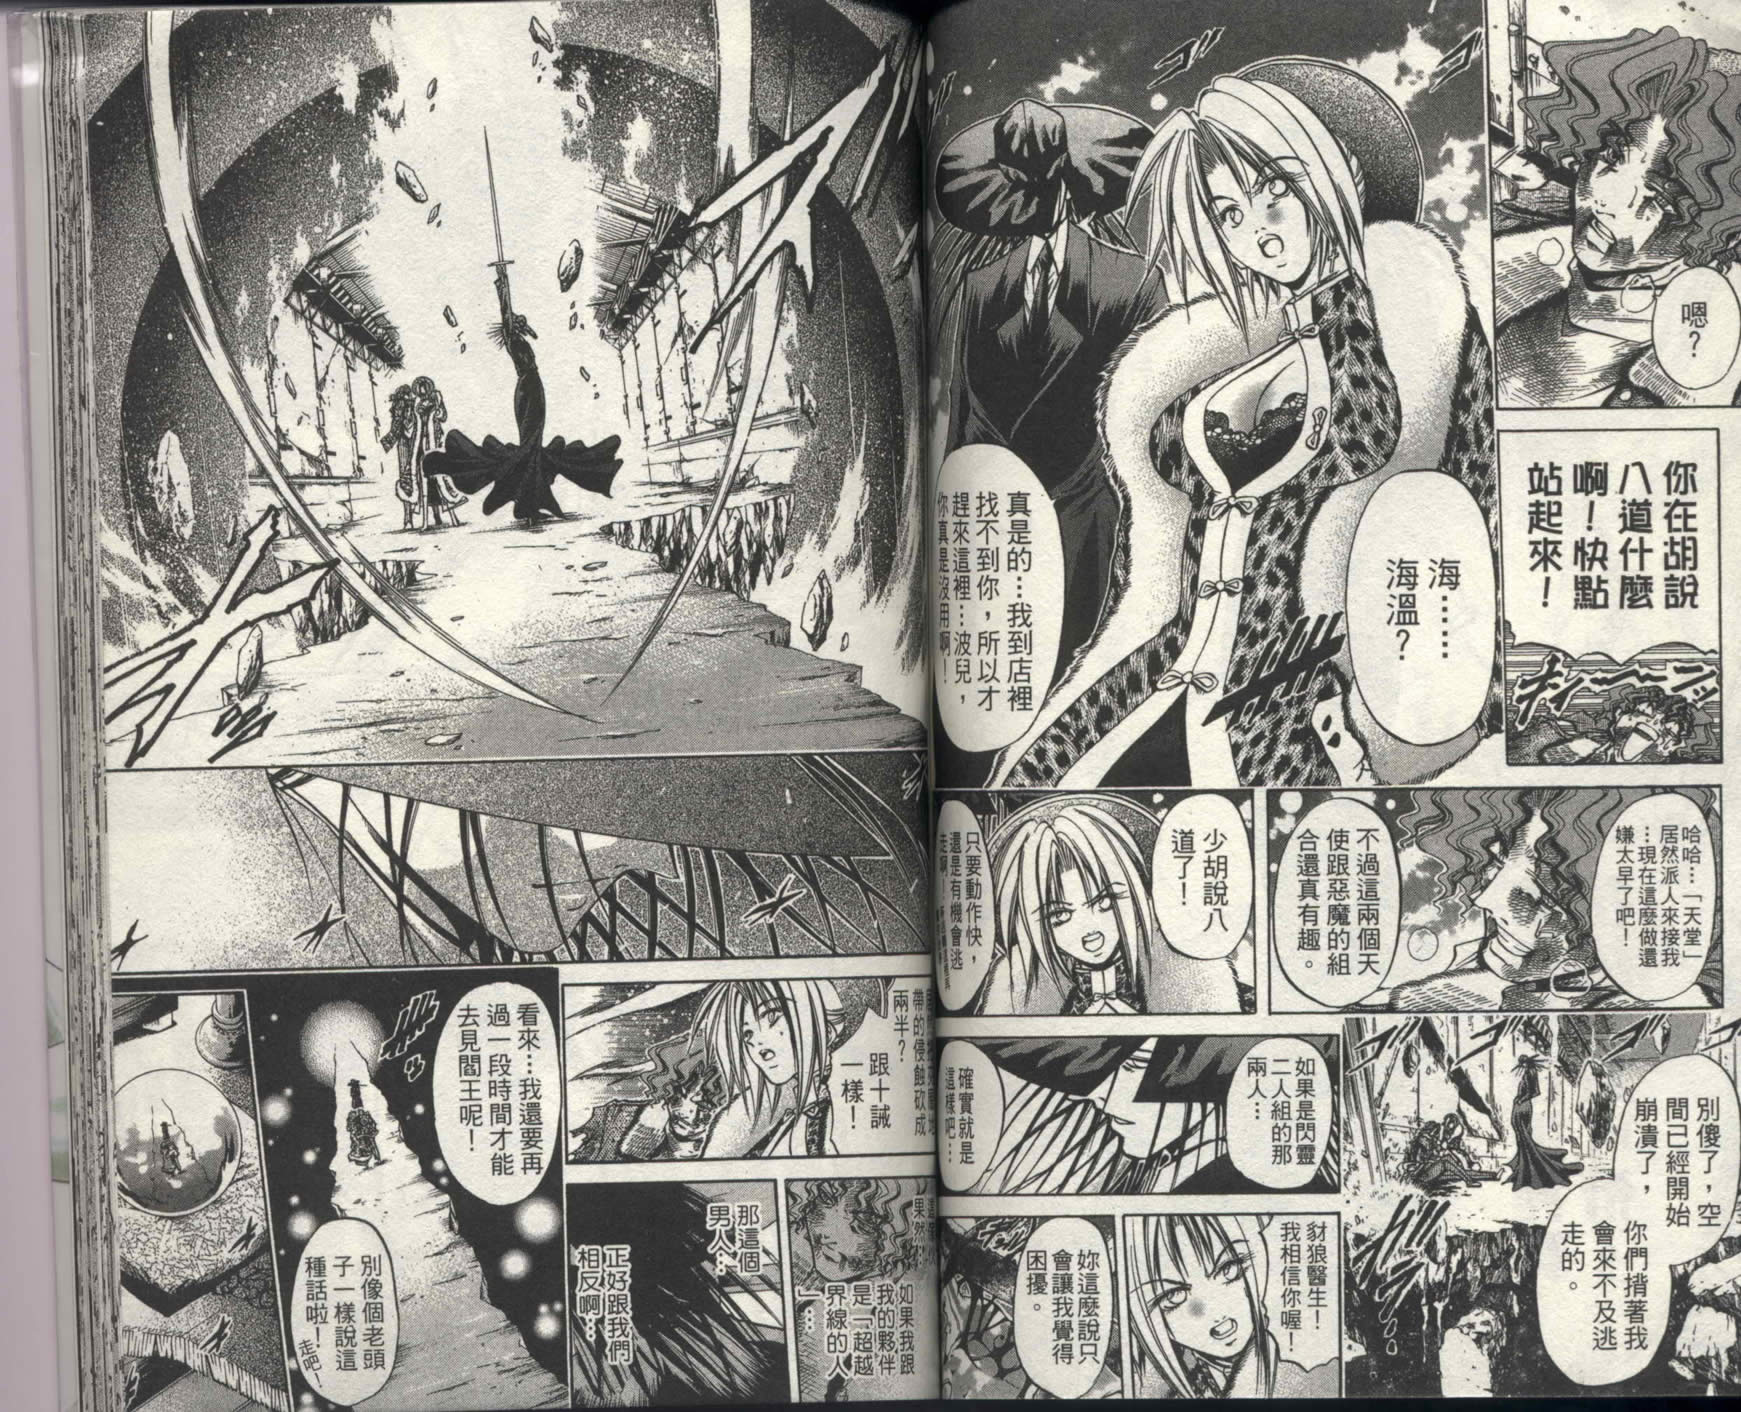 嗯?
你在胡說
八道什麼
啊!快點
站起來!
海……
海溫?
真是的…我到店裡
找不到你,所以才
趕來這裡…波兒,
你真是沒用啊!
哈哈…「天堂」
居然派人來接我
…現在這麼做還
嫌太早了吧!
不過這兩個天
使跟惡魔的組
合還真有趣。
少胡說八
道了!
只要動作快,
還是有機會逃
走啊!
別傻了,空
間已經開始
崩潰了,
你們揹著我
會來不及逃
走的。
如果是閃靈
二人組的那
兩人…
確實就是
這樣吧…
豺狼醫生!
我相信你喔!
妳這麼說只
會讓我覺得
困擾。
帶的侵蝕砍成
兩半?
跟十誡
一樣!
果然…
如果我跟
我的夥伴
是「超越
界線的人
」…
那這個
男人…
正好跟我們
相反啊…
看來…我還要再
過一段時間才能
去見閻王呢!
別像個老頭
子一樣說這
種話啦!
走吧!